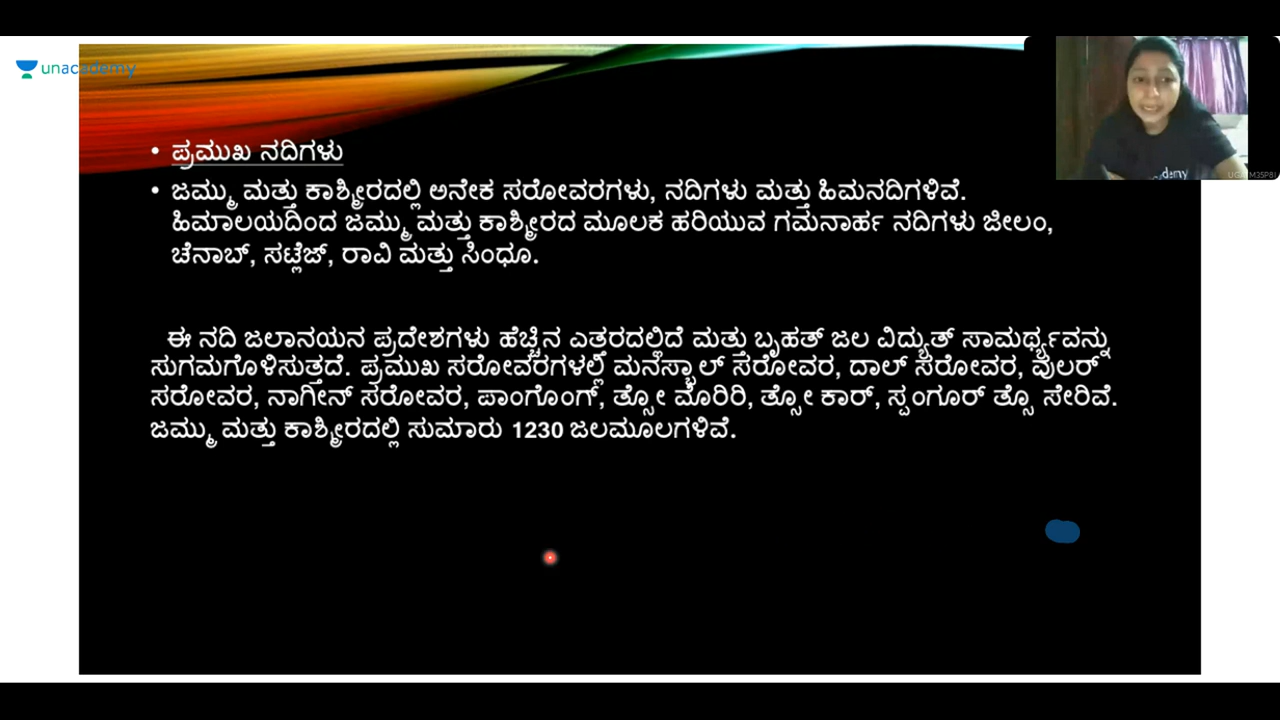 unacademy
• ಪ್ರಮುಖ ನದಿಗಳು
• ಜಮ್ಮು ಮತ್ತು ಕಾಶ್ಮೀರದಲ್ಲಿ ಅನೇಕ ಸರೋವರಗಳು, ನದಿಗಳು ಮತ್ತು ಹಿಮನದಿಗಳಿವೆ.
ಹಿಮಾಲಯದಿಂದ ಜಮ್ಮು ಮತ್ತು ಕಾಶ್ಮೀರದ ಮೂಲಕ ಹರಿಯುವ ಗಮನಾರ್ಹ ನದಿಗಳು ಜೀಲಂ,
ಚೆನಾಬ್, ಸಟ್ಲೆಜ್, ರಾವಿ ಮತ್ತು ಸಿಂಧೂ.
ಈ ನದಿ ಜಲಾನಯನ ಪ್ರದೇಶಗಳು ಹೆಚ್ಚಿನ ಎತ್ತರದಲ್ಲಿದೆ ಮತ್ತು ಬೃಹತ್ ಜಲ ವಿದ್ಯುತ್ ಸಾಮರ್ಥ್ಯವನ್ನು
ಸುಗಮಗೊಳಿಸುತ್ತದೆ. ಪ್ರಮುಖ ಸರೋವರಗಳಲ್ಲಿ ಮನಸ್ಬಾಲ್ ಸರೋವರ, ದಾಲ್ ಸರೋವರ, ವುಲರ್
ಸರೋವರ, ನಾಗೀನ್ ಸರೋವರ, ಪಾಂಗೊಂಗ್, ತ್ಸೋ ಮೊರಿರಿ, ತ್ಸೋ ಕಾರ್, ಸ್ಪಂಗೂರ್ ತ್ಸೊ ಸೇರಿವೆ.
ಜಮ್ಮು ಮತ್ತು ಕಾಶ್ಮೀರದಲ್ಲಿ ಸುಮಾರು 1230 ಜಲಮೂಲಗಳಿವೆ.